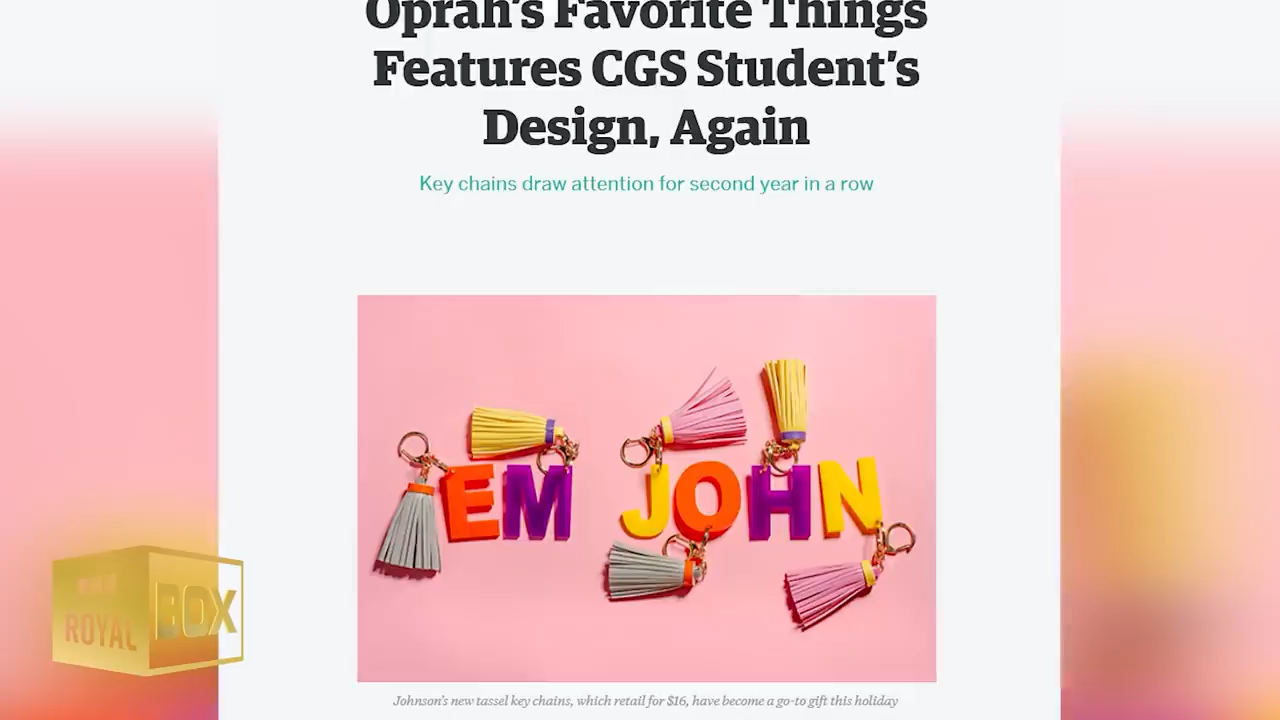 Oprah's Favorite Things
Features CGS Student's
Design, Again
Key chains draw attention for second year in a row
EM JOHN
ROYAL
BOX
Johnson's new tassel key chains, which retail for $16, have become a go-to gift this holiday